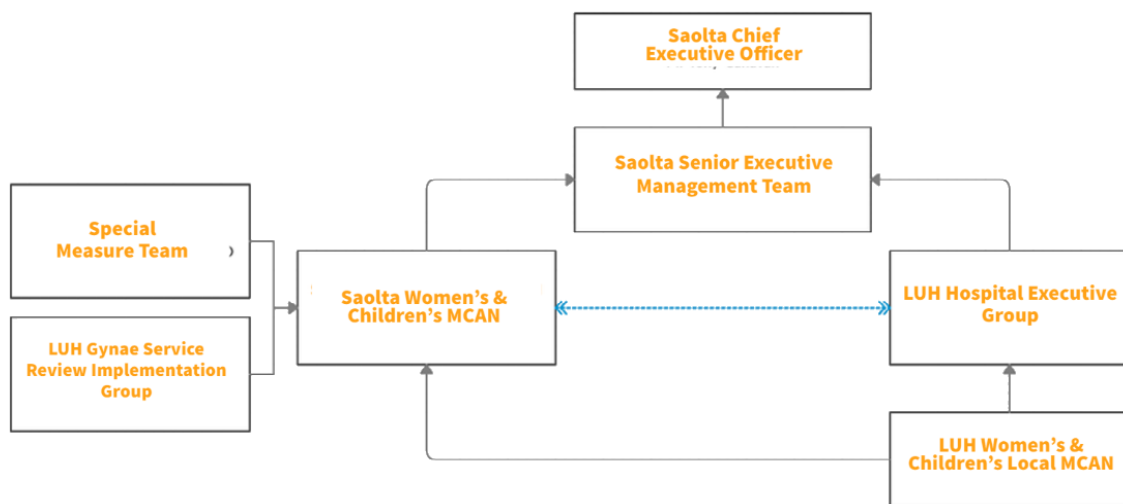 Saolta Chief
Executive Officer
Saolta Senior Executive
Management Team
Special
Measure Team
Saolta Women's &
Children's MCAN
LUH Hospital Executive
Group
LUH Gynae Service
Review Implementation
Group
LUH Women's &
Children's Local MCAN